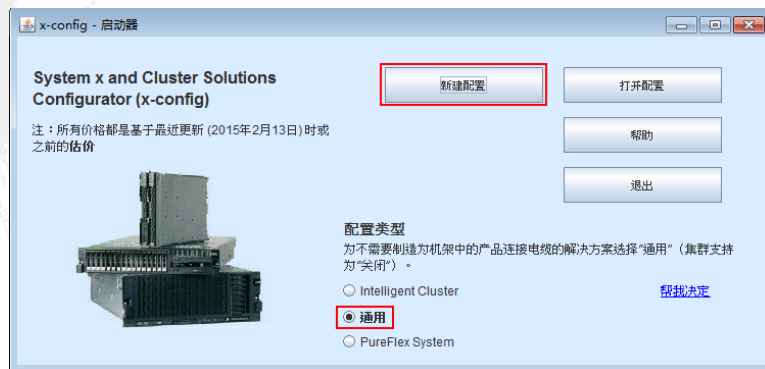 x-config - 启动器
System x and Cluster Solutions
Configurator (x-config)
注：所有价格都是基于最近更新 (2015年2月13日)时或
之前的估价
新建配置
打开配置
帮助
退出
配置类型
为不需要制造为机架中的产品连接电缆的解决方案选择“通用”（集群支持
为“关闭”）。
Intelligent Cluster
帮我决定
通用
PureFlex System